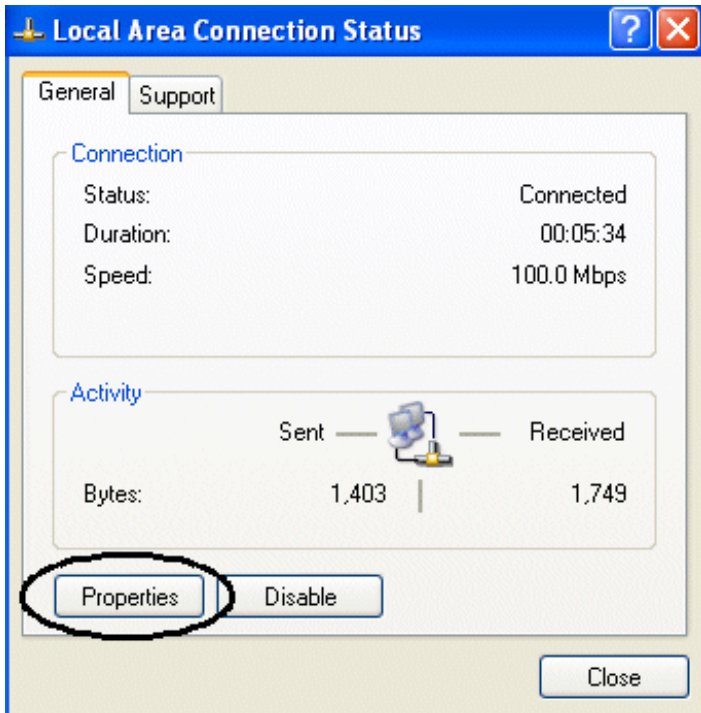 Local Area Connection Status
General Support
Connection
Status: Connected
Duration: 00:05:34
Speed: 100.0 Mbps
Activity
Sent Received
Bytes: 1,403 1,749
Properties Disable
Close